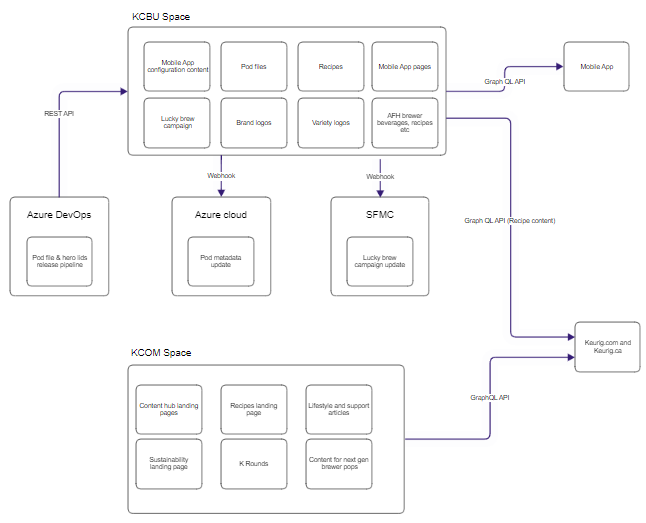 KCBU Space
Mobile App
configuration content
Pod files
Recipes
Mobile App pages
Lucky brew
campaign
Brand logos
Variety logos
AFH brewer
beverages, recipes
etc
Graph QL API
Mobile App
REST API
Webhook
Webhook
Azure DevOps
Pod file & hero lids
release pipeline
Azure cloud
Pod metadata
update
SFMC
Lucky brew
campaign update
Graph QL API (Recipe content)
Keurig.com and
Keurig.ca
KCOM Space
Content hub landing
pages
Recipes landing
page
Lifestyle and support
articles
Sustainability
landing page
K Rounds
Content for next gen
brewer pops
GraphQL API